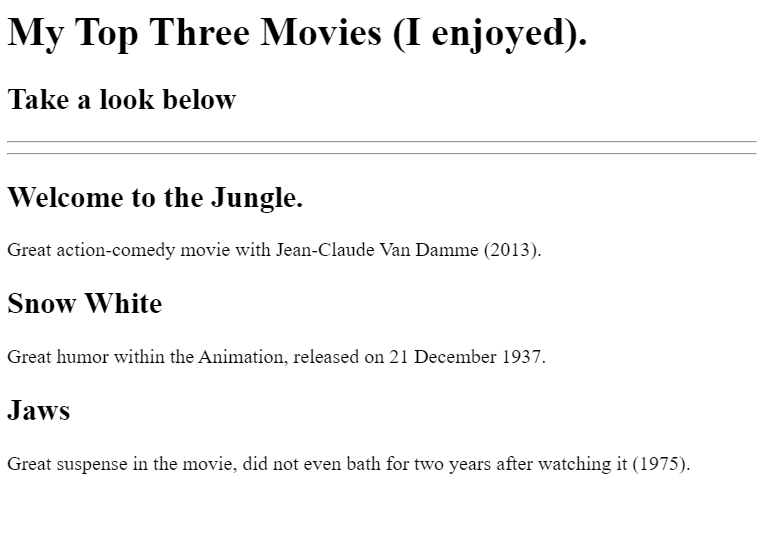 My Top Three Movies (I enjoyed).
Take a look below
Welcome to the Jungle.
Great action-comedy movie with Jean-Claude Van Damme (2013).
Snow White
Great humor within the Animation, released on 21 December 1937.
Jaws
Great suspense in the movie, did not even bath for two years after watching it (1975).